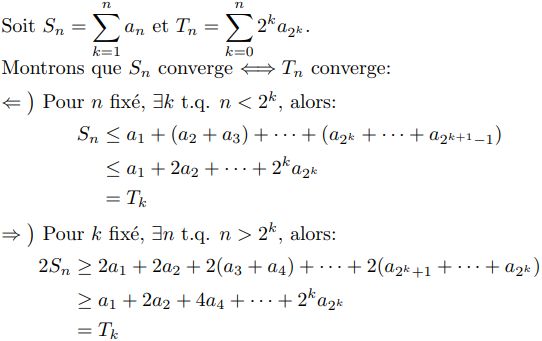 Soit $S_n = \sum_{k=1}^{n} a_n$ et $T_n = \sum_{k=0}^{n} 2^k a_{2^k}$.
Montrons que $S_n$ converge $\Longleftrightarrow T_n$ converge:
$\Leftarrow$ ) Pour $n$ fixé, $\exists k$ t.q. $n < 2^k$, alors:
$S_n \leq a_1 + (a_2 + a_3) + \cdots + (a_{2^k} + \cdots + a_{2^{k+1}-1})$
$\leq a_1 + 2a_2 + \cdots + 2^k a_{2^k}$
$= T_k$
$\Rightarrow$ ) Pour $k$ fixé, $\exists n$ t.q. $n > 2^k$, alors:
$2S_n \geq 2a_1 + 2a_2 + 2(a_3 + a_4) + \cdots + 2(a_{2^k+1} + \cdots + a_{2^k})$
$\geq a_1 + 2a_2 + 4a_4 + \cdots + 2^k a_{2^k}$
$= T_k$